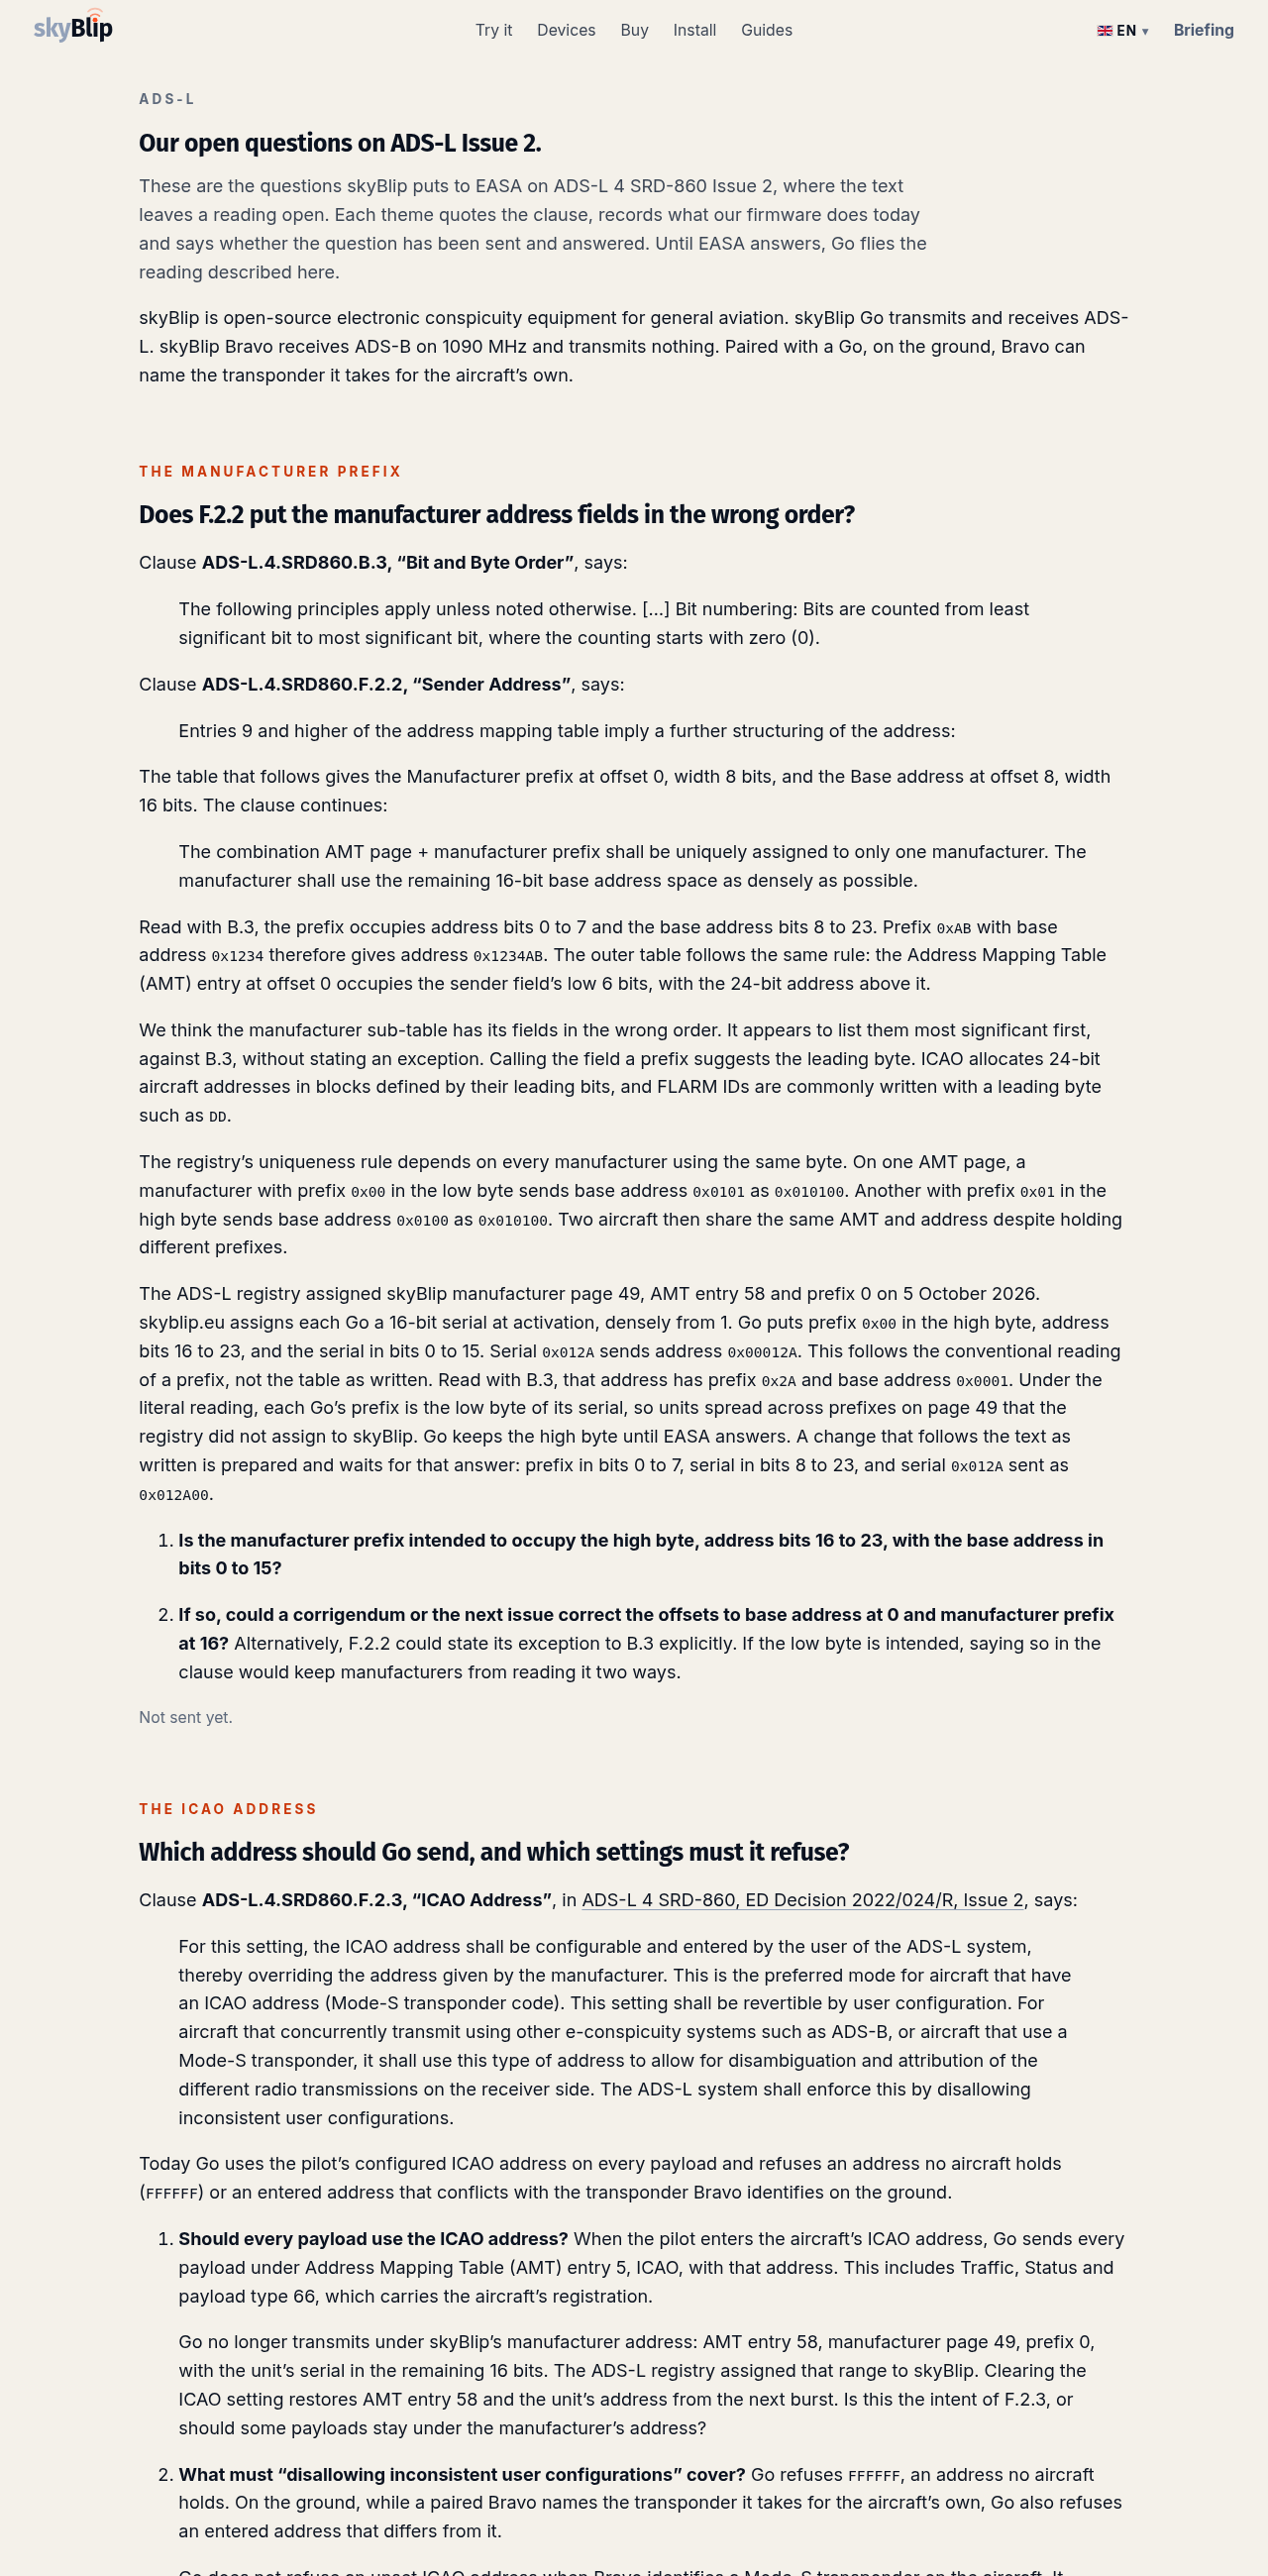 skyBlip
Try it Devices Buy Install Guides
EN ▾ Briefing
ADS-L
Our open questions on ADS-L Issue 2.
These are the questions skyBlip puts to EASA on ADS-L 4 SRD-860 Issue 2, where the text
leaves a reading open. Each theme quotes the clause, records what our firmware does today
and says whether the question has been sent and answered. Until EASA answers, Go flies the
reading described here.
skyBlip is open-source electronic conspicuity equipment for general aviation. skyBlip Go transmits and receives ADS-
L. skyBlip Bravo receives ADS-B on 1090 MHz and transmits nothing. Paired with a Go, on the ground, Bravo can
name the transponder it takes for the aircraft’s own.
THE MANUFACTURER PREFIX
Does F.2.2 put the manufacturer address fields in the wrong order?
Clause ADS-L.4.SRD860.B.3, “Bit and Byte Order”, says:
The following principles apply unless noted otherwise. [...] Bit numbering: Bits are counted from least
significant bit to most significant bit, where the counting starts with zero (0).
Clause ADS-L.4.SRD860.F.2.2, “Sender Address”, says:
Entries 9 and higher of the address mapping table imply a further structuring of the address:
The table that follows gives the Manufacturer prefix at offset 0, width 8 bits, and the Base address at offset 8, width
16 bits. The clause continues:
The combination AMT page + manufacturer prefix shall be uniquely assigned to only one manufacturer. The
manufacturer shall use the remaining 16-bit base address space as densely as possible.
Read with B.3, the prefix occupies address bits 0 to 7 and the base address bits 8 to 23. Prefix 0xAB with base
address 0x1234 therefore gives address 0x1234AB. The outer table follows the same rule: the Address Mapping Table
(AMT) entry at offset 0 occupies the sender field’s low 6 bits, with the 24-bit address above it.
We think the manufacturer sub-table has its fields in the wrong order. It appears to list them most significant first,
against B.3, without stating an exception. Calling the field a prefix suggests the leading byte. ICAO allocates 24-bit
aircraft addresses in blocks defined by their leading bits, and FLARM IDs are commonly written with a leading byte
such as DD.
The registry’s uniqueness rule depends on every manufacturer using the same byte. On one AMT page, a
manufacturer with prefix 0x00 in the low byte sends base address 0x0101 as 0x010100. Another with prefix 0x01 in the
high byte sends base address 0x0100 as 0x010100. Two aircraft then share the same AMT and address despite holding
different prefixes.
The ADS-L registry assigned skyBlip manufacturer page 49, AMT entry 58 and prefix 0 on 5 October 2026.
skyblip.eu assigns each Go a 16-bit serial at activation, densely from 1. Go puts prefix 0x00 in the high byte, address
bits 16 to 23, and the serial in bits 0 to 15. Serial 0x012A sends address 0x00012A. This follows the conventional reading
of a prefix, not the table as written. Read with B.3, that address has prefix 0x2A and base address 0x0001. Under the
literal reading, each Go’s prefix is the low byte of its serial, so units spread across prefixes on page 49 that the
registry did not assign to skyBlip. Go keeps the high byte until EASA answers. A change that follows the text as
written is prepared and waits for that answer: prefix in bits 0 to 7, serial in bits 8 to 23, and serial 0x012A sent as
0x012A00.
1. Is the manufacturer prefix intended to occupy the high byte, address bits 16 to 23, with the base address in
bits 0 to 15?
2. If so, could a corrigendum or the next issue correct the offsets to base address at 0 and manufacturer prefix
at 16? Alternatively, F.2.2 could state its exception to B.3 explicitly. If the low byte is intended, saying so in the
clause would keep manufacturers from reading it two ways.
Not sent yet.
THE ICAO ADDRESS
Which address should Go send, and which settings must it refuse?
Clause ADS-L.4.SRD860.F.2.3, “ICAO Address”, in ADS-L 4 SRD-860, ED Decision 2022/024/R, Issue 2, says:
For this setting, the ICAO address shall be configurable and entered by the user of the ADS-L system,
thereby overriding the address given by the manufacturer. This is the preferred mode for aircraft that have
an ICAO address (Mode-S transponder code). This setting shall be revertible by user configuration. For
aircraft that concurrently transmit using other e-conspicuity systems such as ADS-B, or aircraft that use a
Mode-S transponder, it shall use this type of address to allow for disambiguation and attribution of the
different radio transmissions on the receiver side. The ADS-L system shall enforce this by disallowing
inconsistent user configurations.
Today Go uses the pilot’s configured ICAO address on every payload and refuses an address no aircraft holds
(FFFFFF) or an entered address that conflicts with the transponder Bravo identifies on the ground.
1. Should every payload use the ICAO address? When the pilot enters the aircraft’s ICAO address, Go sends every
payload under Address Mapping Table (AMT) entry 5, ICAO, with that address. This includes Traffic, Status and
payload type 66, which carries the aircraft’s registration.
Go no longer transmits under skyBlip’s manufacturer address: AMT entry 58, manufacturer page 49, prefix 0,
with the unit’s serial in the remaining 16 bits. The ADS-L registry assigned that range to skyBlip. Clearing the
ICAO setting restores AMT entry 58 and the unit’s address from the next burst. Is this the intent of F.2.3, or
should some payloads stay under the manufacturer’s address?
2. What must “disallowing inconsistent user configurations” cover? Go refuses FFFFFF, an address no aircraft
holds. On the ground, while a paired Bravo names the transponder it takes for the aircraft’s own, Go also refuses
an entered address that differs from it.